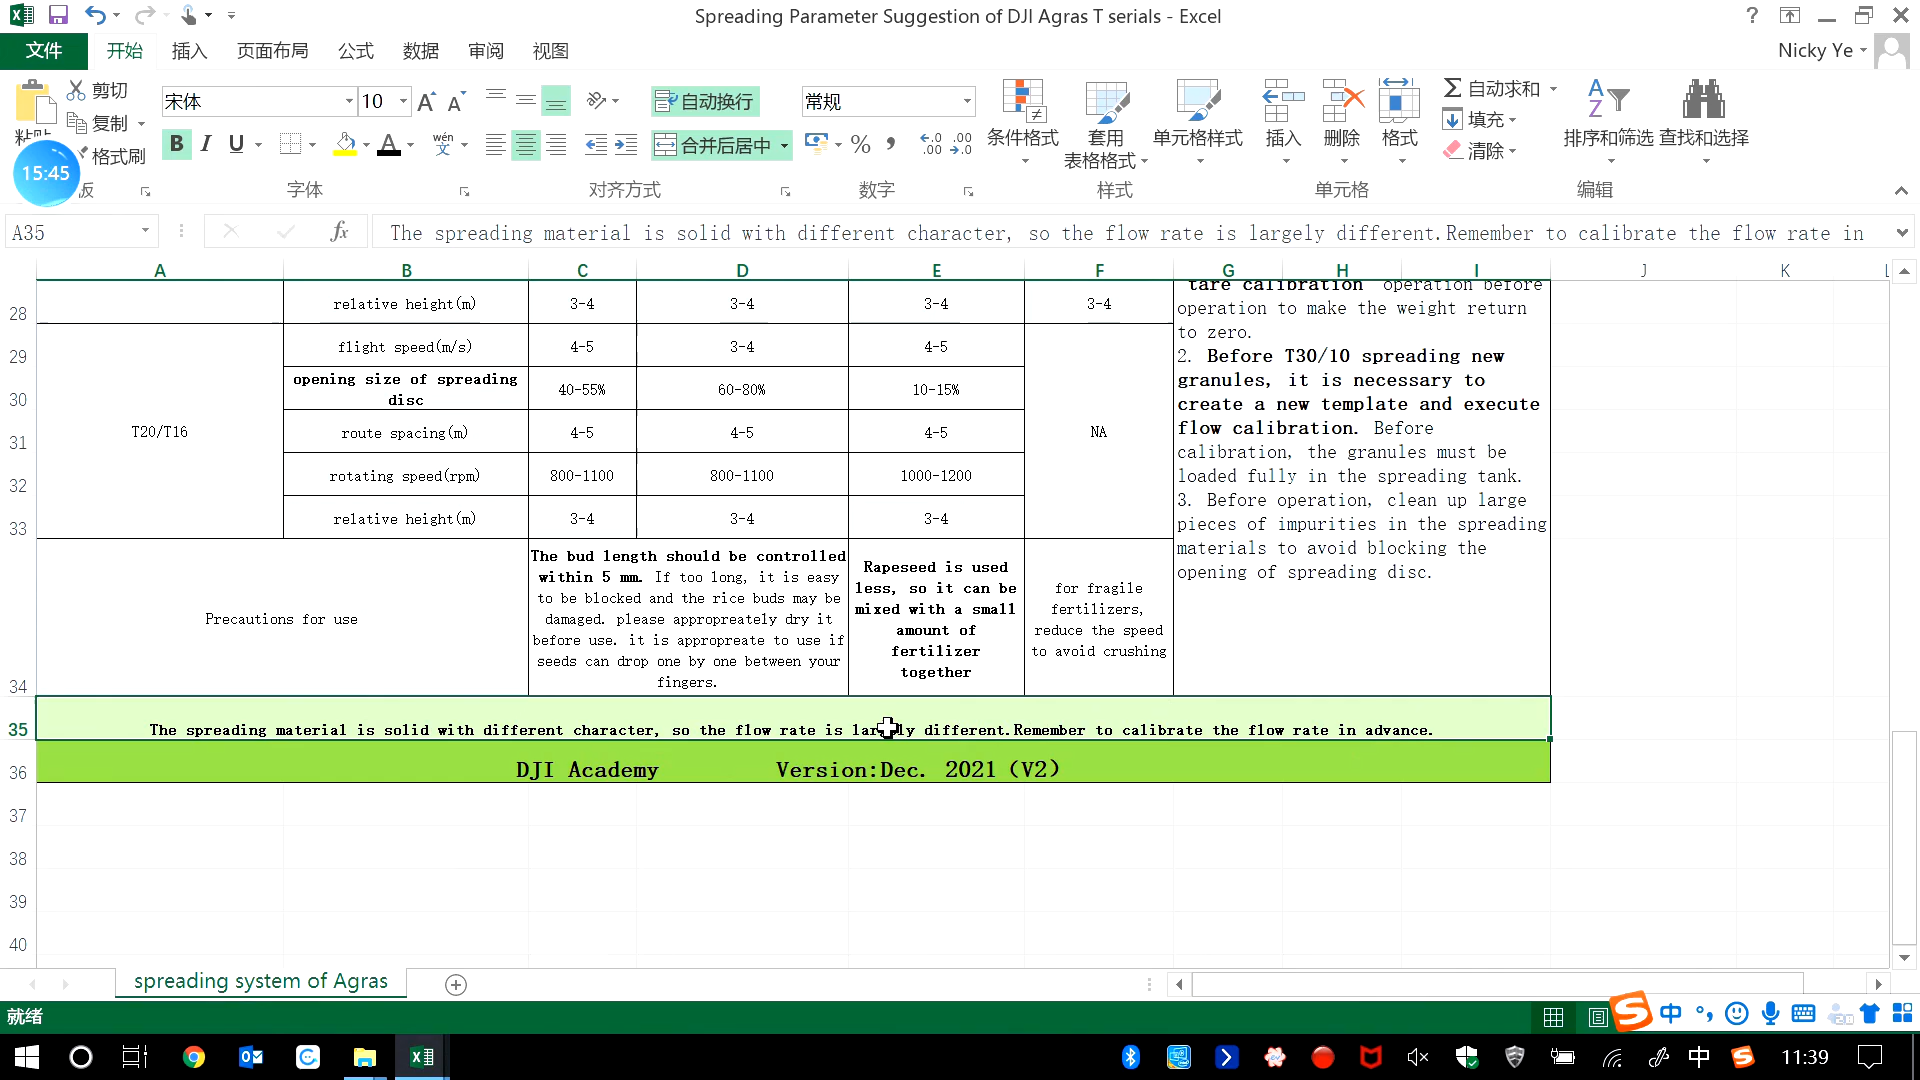 Spreading Parameter Suggestion of DJI Agras T serials - Excel
?
文件 开始 插入 页面布局 公式 数据 审阅 视图
Nicky Ye
剪切
复制
格式刷
15:45
宋体 10
B I U wén 文
字体
自动换行
合并后居中
对齐方式
常规
数字
条件格式
套用
表格格式
单元格样式
样式
插入 删除 格式
单元格
自动求和
填充
清除
排序和筛选 查找和选择
编辑
A35 fx The spreading material is solid with different character, so the flow rate is largely different.Remember to calibrate the flow rate in
A B C D E F G H I J K L
28 relative height(m) 3-4 3-4 3-4 3-4
29 flight speed(m/s) 4-5 3-4 4-5
30 opening size of spreading disc 40-55% 60-80% 10-15%
31 T20/T16 route spacing(m) 4-5 4-5 4-5 NA
32 rotating speed(rpm) 800-1100 800-1100 1000-1200
33 relative height(m) 3-4 3-4 3-4
tare calibration operation before
operation to make the weight return
to zero.
2. Before T30/10 spreading new
granules, it is necessary to
create a new template and execute
flow calibration. Before
calibration, the granules must be
loaded fully in the spreading tank.
3. Before operation, clean up large
pieces of impurities in the spreading
materials to avoid blocking the
opening of spreading disc.
34 Precautions for use
The bud length should be controlled
within 5 mm. If too long, it is easy
to be blocked and the rice buds may be
damaged. please appropreately dry it
before use. it is appropreate to use if
seeds can drop one by one between your
fingers.
Rapeseed is used
less, so it can be
mixed with a small
amount of
fertilizer
together
for fragile
fertilizers,
reduce the speed
to avoid crushing
35 The spreading material is solid with different character, so the flow rate is largely different.Remember to calibrate the flow rate in advance.
36 DJI Academy Version:Dec. 2021（V2）
37
38
39
40
spreading system of Agras
就绪
中
中 11:39